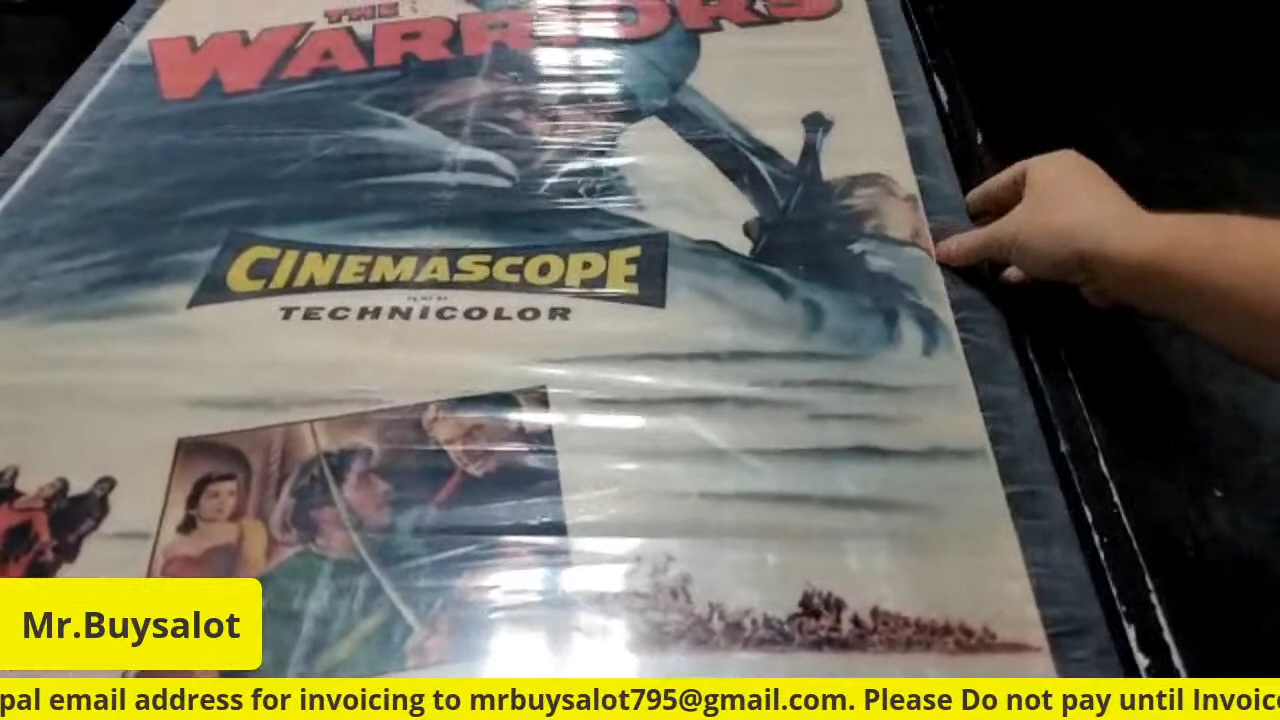 THE
WARRIORS
CINEMASCOPE
TECHNICOLOR
Mr.Buysalot
pal email address for invoicing to mrbuysalot795@gmail.com. Please Do not pay until Invoic